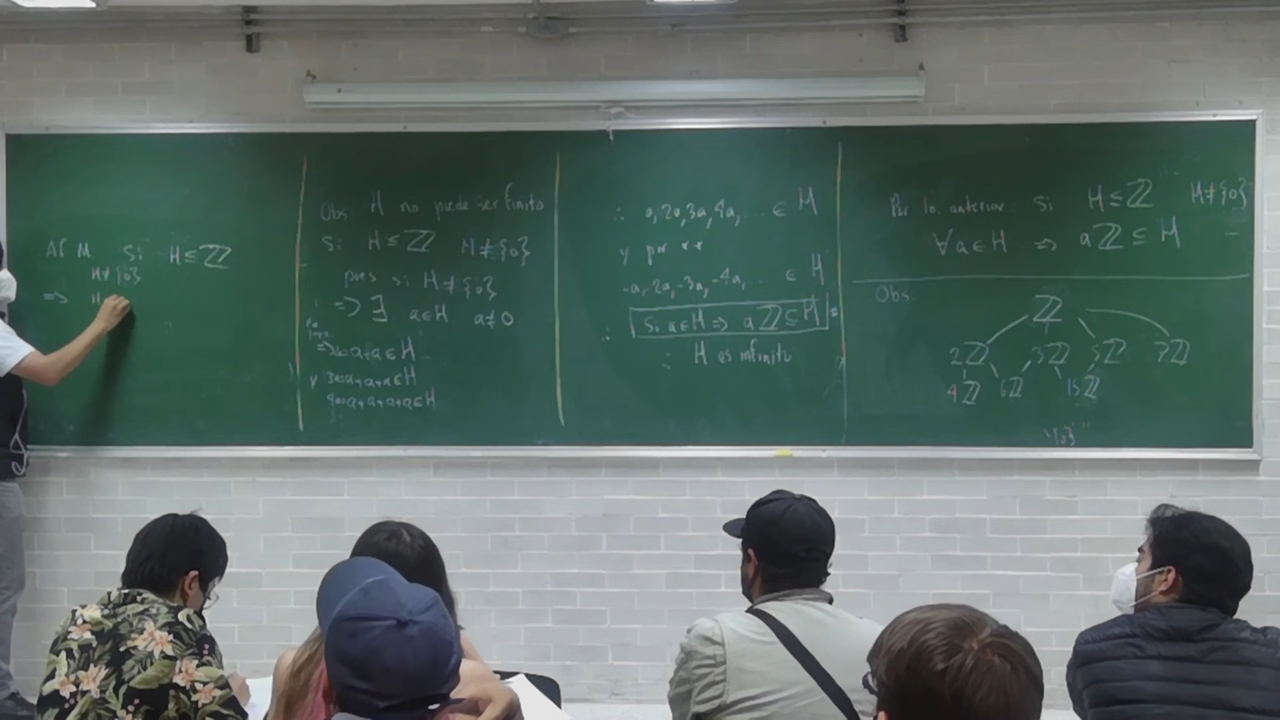 AFM Si H ≤ ℤ
H ≠ {0}
⇒ H
Obs: H no puede ser finito
Si H ≤ ℤ H ≠ {0}
pues si H ≠ {0}
⇒ ∃ a ∈ H a ≠ 0
⇒ 2a = a+a ∈ H
y 3a = a+a+a ∈ H
4a = a+a+a+a ∈ H
∴ a, 2a, 3a, 4a, ... ∈ H
y por **
-a, -2a, -3a, -4a, ... ∈ H
∴ Si a ∈ H ⇒ aℤ ⊆ H
∴ H es infinito
Por lo anterior: Si H ≤ ℤ H ≠ {0}
∀ a ∈ H ⇒ aℤ ⊆ H
Obs:
ℤ
2ℤ 3ℤ 5ℤ 7ℤ
4ℤ 6ℤ 15ℤ
"{0}"